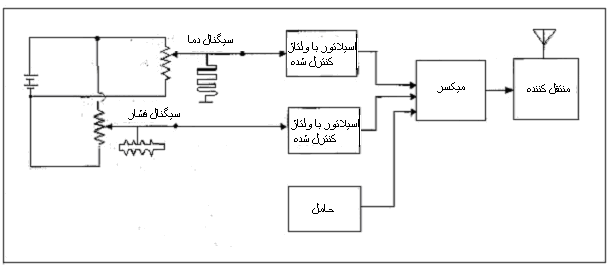 سیگنال دما
اسیلاتور با ولتاژ
کنترل شده
میکسر
منتقل کننده
سیگنال فشار
اسیلاتور با ولتاژ
کنترل شده
حامل